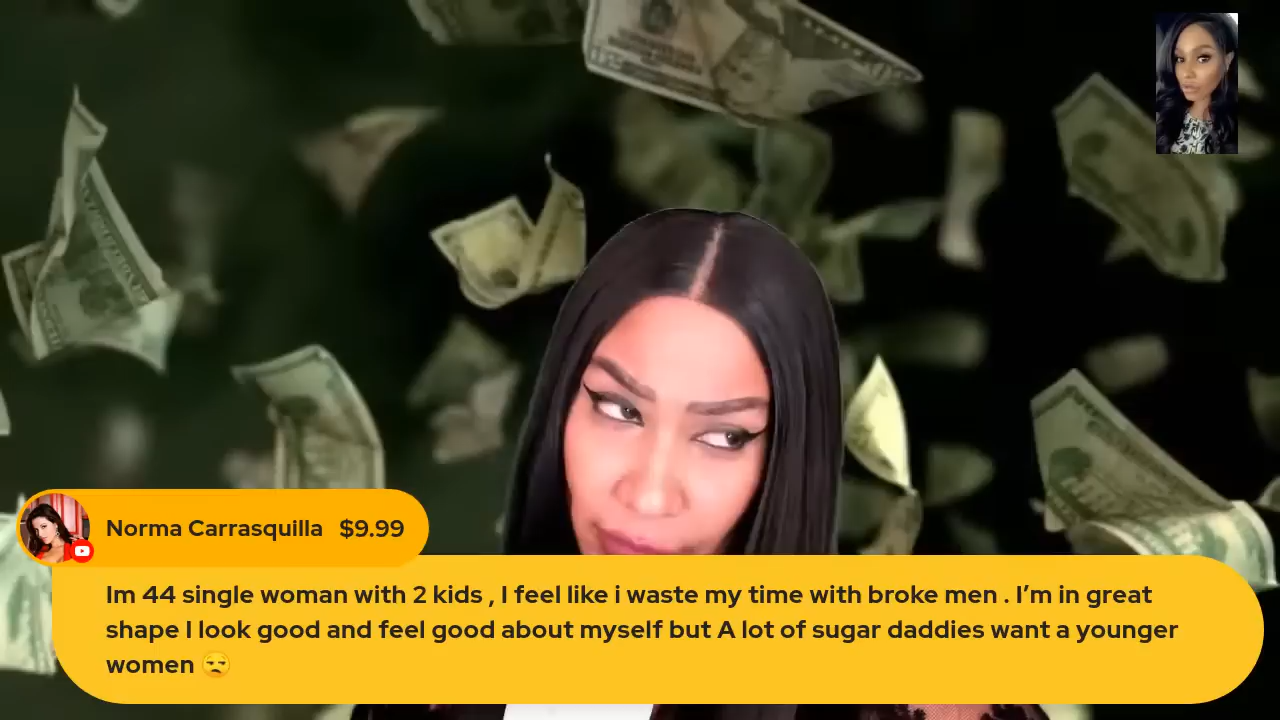 Norma Carrasquilla $9.99
Im 44 single woman with 2 kids , I feel like i waste my time with broke men . I’m in great
shape I look good and feel good about myself but A lot of sugar daddies want a younger
women 😒